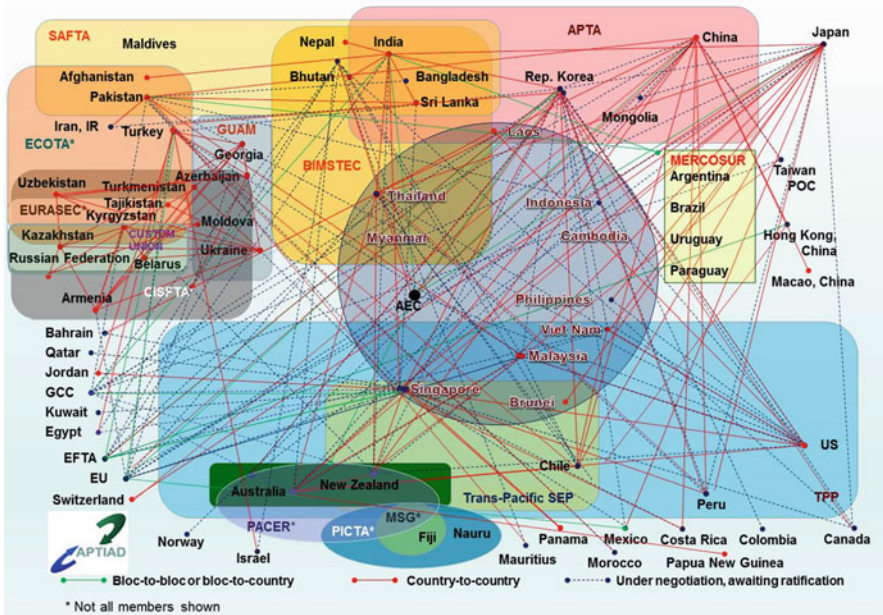 SAFTA
Maldives
Nepal
India
APTA
China
Japan
Afghanistan
Bhutan
Bangladesh
Rep. Korea
Pakistan
Sri Lanka
Mongolia
Iran, IR
Turkey
GUAM
Laos
ECOTA*
Georgia
BIMSTEC
MERCOSUR
Argentina
Taiwan
POC
Uzbekistan
Turkmenistan
Azerbaijan
Thailand
Indonesia
Brazil
EURASEC*
Tajikistan
Kyrgyzstan
Moldova
Myanmar
Cambodia
Uruguay
Hong Kong,
China
Kazakhstan
CUSTOM
UNION
Ukraine
Russian Federation
Belarus
Paraguay
Macao, China
CISFTA*
Armenia
AEC
Philippines
Bahrain
Viet Nam
Qatar
Malaysia
Jordan
GCC
Singapore
Brunei
Kuwait
Egypt
US
EFTA
Chile
EU
New Zealand
Switzerland
Australia
Trans-Pacific SEP
Peru
TPP
APTIAD
PACER*
PICTA*
MSG*
Fiji
Nauru
Norway
Israel
Mauritius
Panama
Morocco
Mexico
Costa Rica
Papua New Guinea
Colombia
Canada
Bloc-to-bloc or bloc-to-country
Country-to-country
Under negotiation, awaiting ratification
* Not all members shown